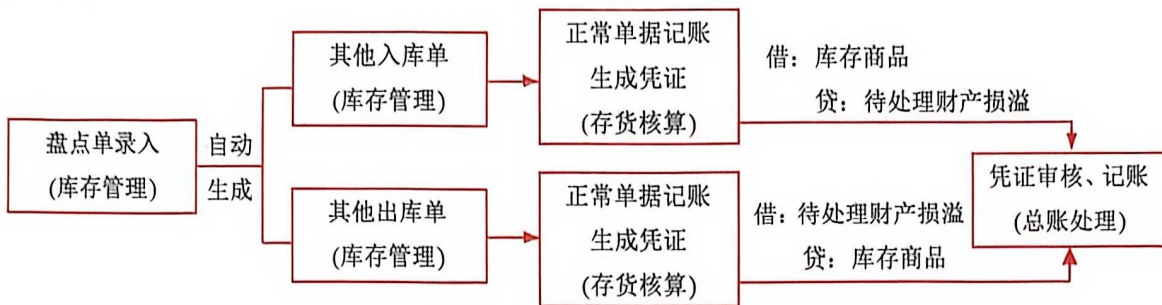 盘点单录入
(库存管理)
自动
生成
其他入库单
(库存管理)
正常单据记账
生成凭证
(存货核算)
借：库存商品
贷：待处理财产损溢
其他出库单
(库存管理)
正常单据记账
生成凭证
(存货核算)
借：待处理财产损溢
贷：库存商品
凭证审核、记账
(总账处理)